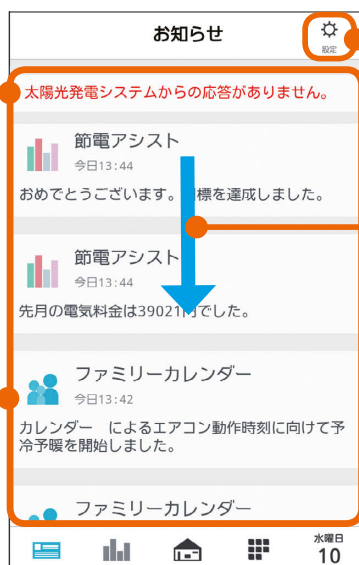 お知らせ
設定
太陽光発電システムからの応答がありません。
節電アシスト
今日13:44
おめでとうございます。 標を達成しました。
節電アシスト
今日13:44
先月の電気料金は39021 でした。
ファミリーカレンダー
今日13:42
カレンダー によるエアコン動作時刻に向けて予
冷予暖を開始しました。
ファミリーカレンダー
水曜日
10